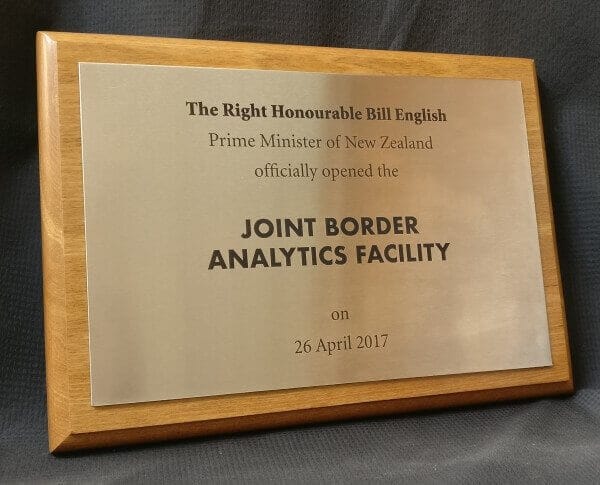 The Right Honourable Bill English
Prime Minister of New Zealand
officially opened the
JOINT BORDER
ANALYTICS FACILITY
on
26 April 2017